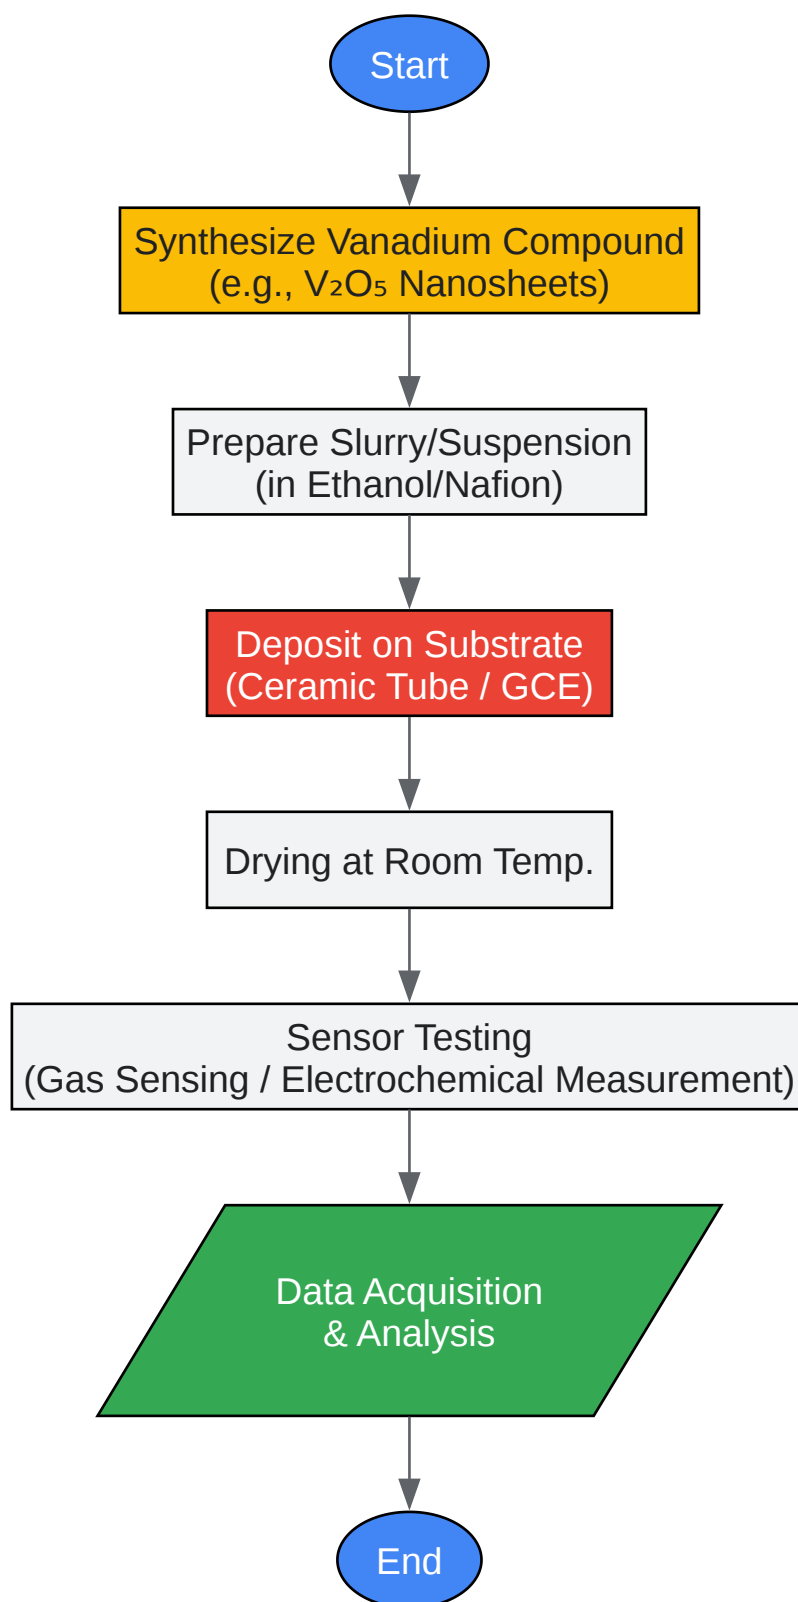 Start
Synthesize Vanadium Compound
(e.g., V₂O₅ Nanosheets)
Prepare Slurry/Suspension
(in Ethanol/Nafion)
Deposit on Substrate
(Ceramic Tube / GCE)
Drying at Room Temp.
Sensor Testing
(Gas Sensing / Electrochemical Measurement)
Data Acquisition
& Analysis
End